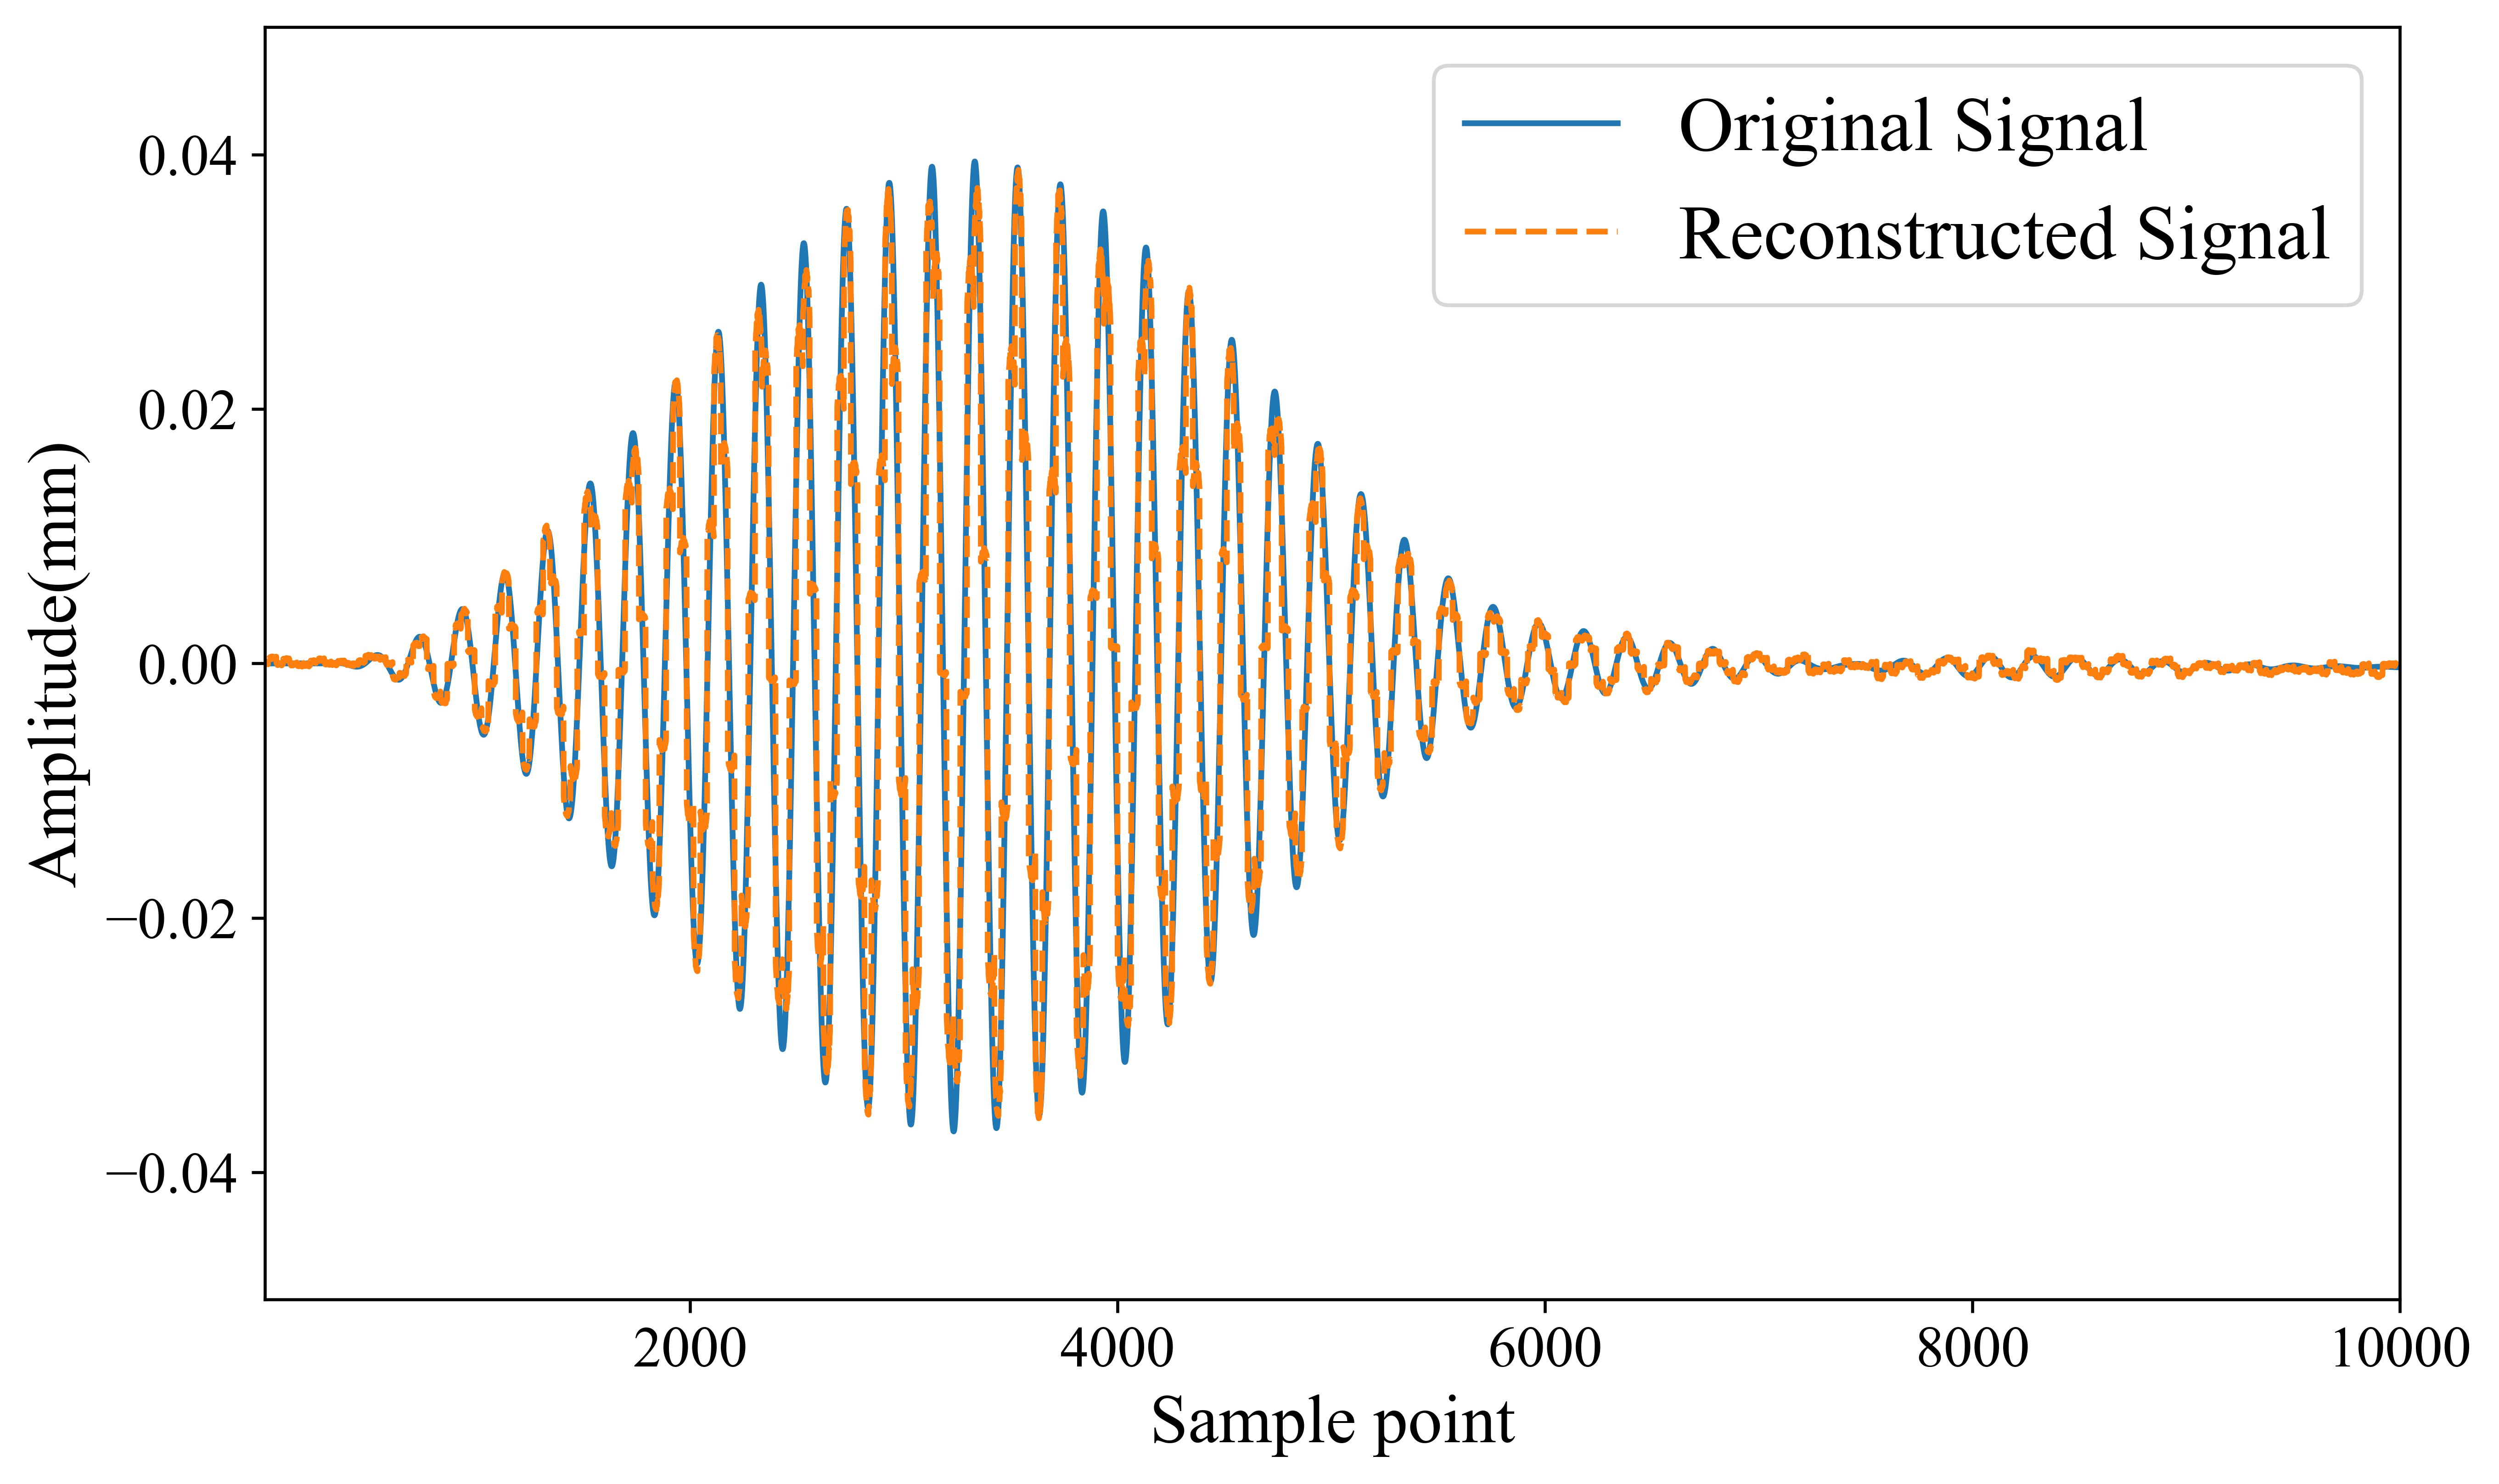 Original Signal
Reconstructed Signal
0.04
0.02
0.00
−0.02
−0.04
Amplitude(mm)
2000 4000 6000 8000 10000
Sample point